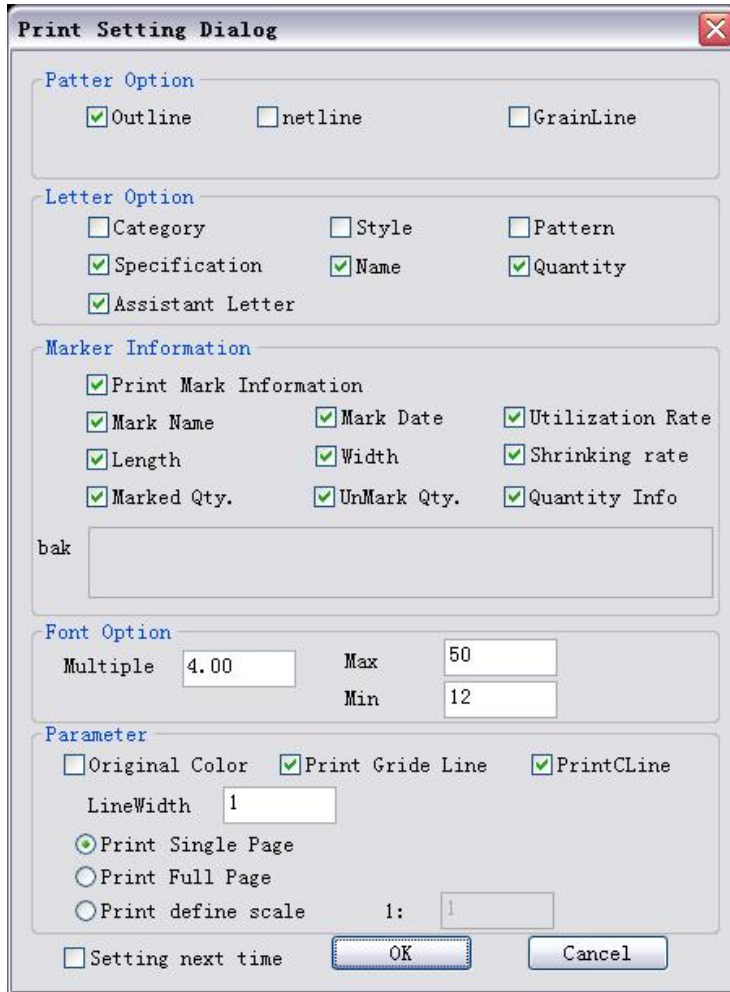 Print Setting Dialog
Patter Option
Outline netline GrainLine
Letter Option
Category Style Pattern
Specification Name Quantity
Assistant Letter
Marker Information
Print Mark Information
Mark Name Mark Date Utilization Rate
Length Width Shrinking rate
Marked Qty. UnMark Qty. Quantity Info
bak
Font Option
Multiple 4.00 Max 50
Min 12
Parameter
Original Color Print Gride Line PrintCLine
LineWidth 1
Print Single Page
Print Full Page
Print define scale 1: 1
Setting next time OK Cancel